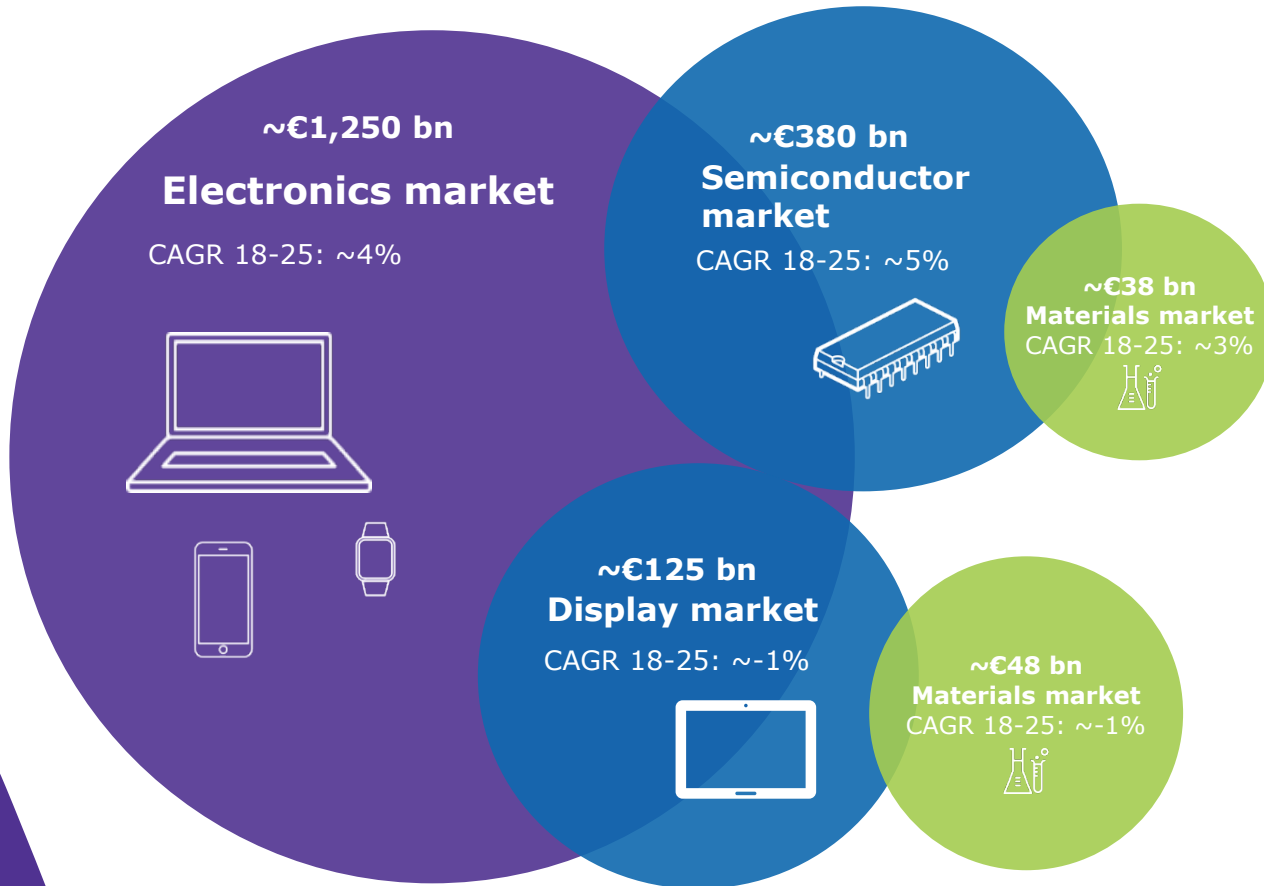 ~€1,250 bn
Electronics market
CAGR 18-25: ~4%
~€380 bn
Semiconductor
market
CAGR 18-25: ~5%
~€38 bn
Materials market
CAGR 18-25: ~3%
~€125 bn
Display market
CAGR 18-25: ~-1%
~€48 bn
Materials market
CAGR 18-25: ~-1%